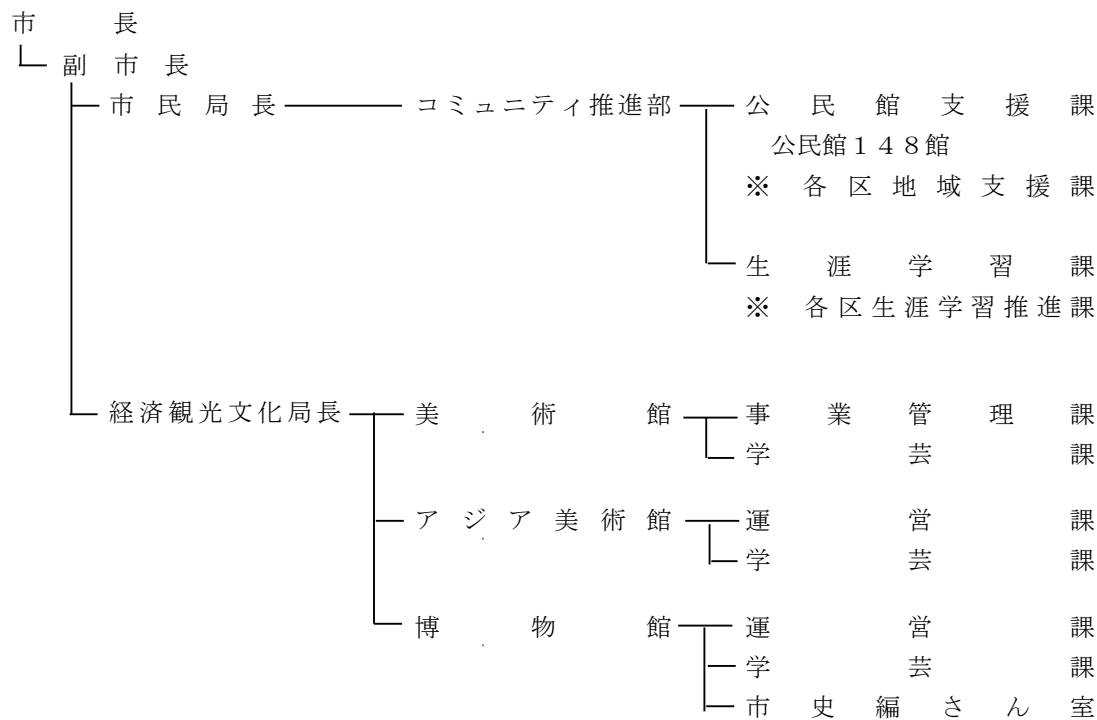 市長
副市長
市民局長 コミュニティ推進部 公民館支援課
公民館148館
※ 各区地域支援課
生涯学習課
※ 各区生涯学習推進課
経済観光文化局長 美術館 事業管理課
学芸課
アジア美術館 運営課
学芸課
博物館 運営課
学芸課
市史編さん室